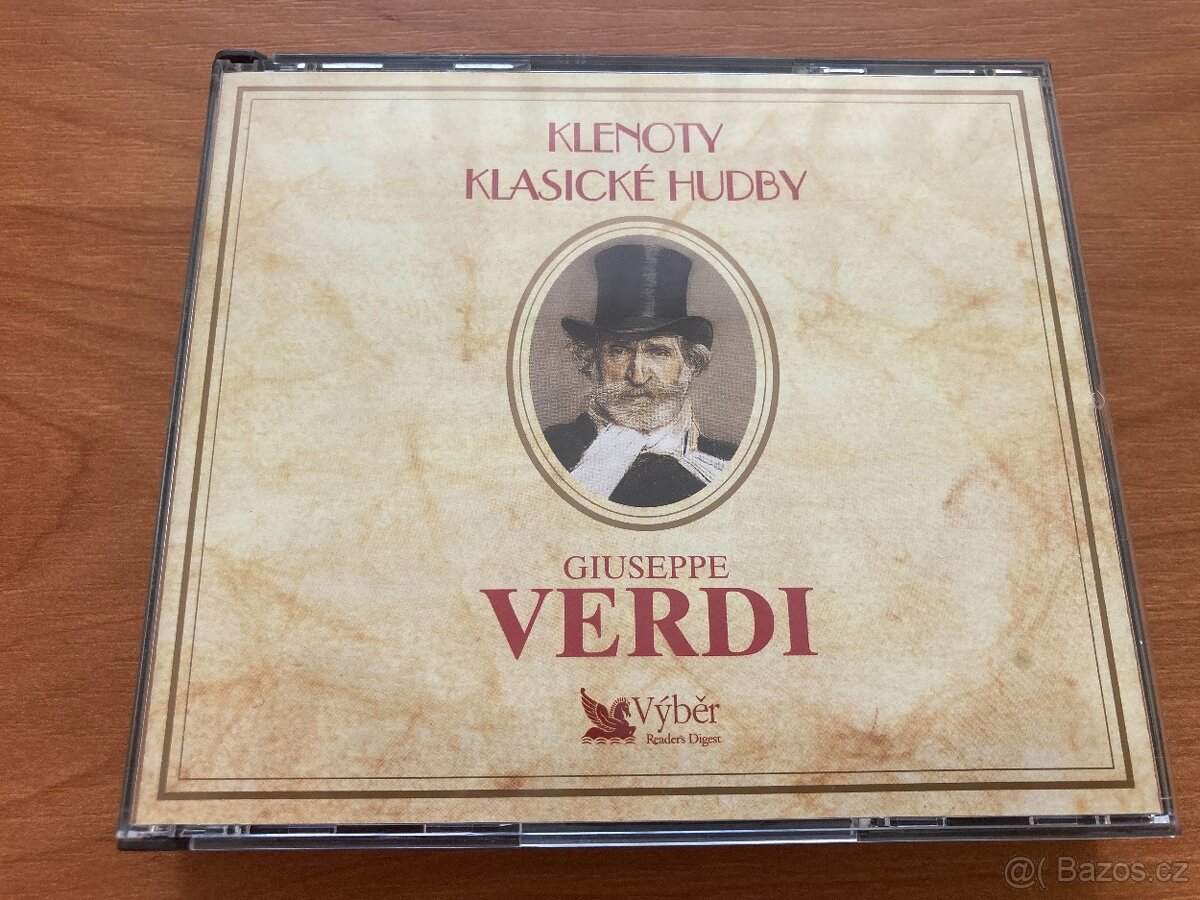 KLENOTY
KLASICKÉ HUDBY
GIUSEPPE
VERDI
Výběr
Reader's Digest
@( Bazos.cz